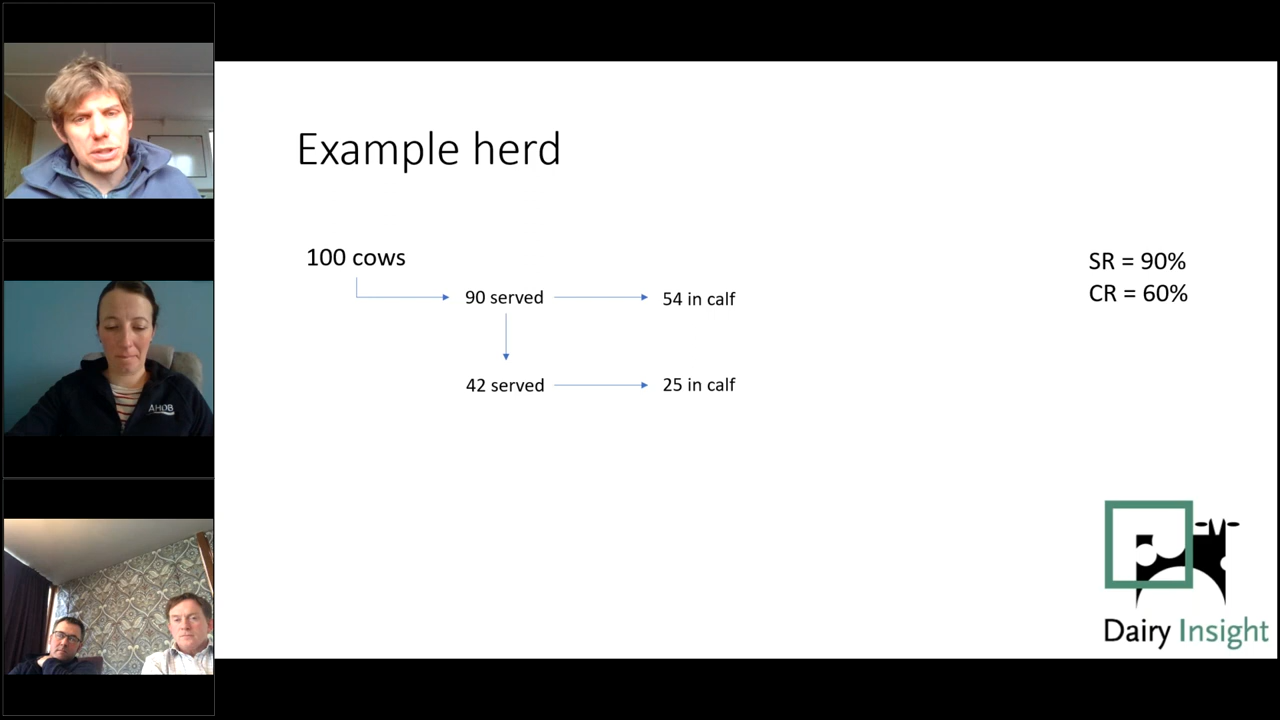 Example herd
100 cows
SR = 90%
CR = 60%
90 served
54 in calf
42 served
25 in calf
AHDB
Dairy Insight